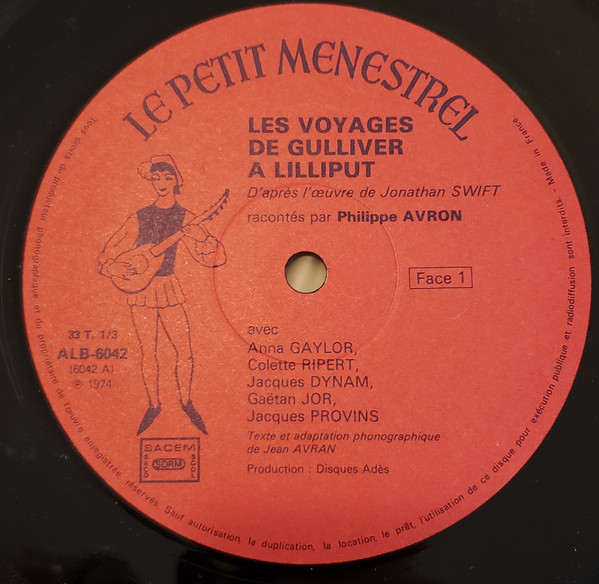 LE PETIT MENESTREL
LES VOYAGES
DE GULLIVER
A LILLIPUT
D'après l'œuvre de Jonathan SWIFT
racontés par Philippe AVRON
Face 1
33 T. 1/3
ALB-6042
(6042 A)
℗ 1974
avec
Anna GAYLOR,
Colette RIPERT,
Jacques DYNAM,
Gaëtan JOR,
Jacques PROVINS
Texte et adaptation phonographique
de Jean AVRAN
Production : Disques Adès
SACEM
SACD
SDRM
SGDL
Tous droits du producteur phonographique et du propriétaire de l'œuvre enregistrée réservés. Sauf autorisation, la duplication, la location, le prêt, l'utilisation de ce disque pour exécution publique et radiodiffusion sont interdits - Made in France